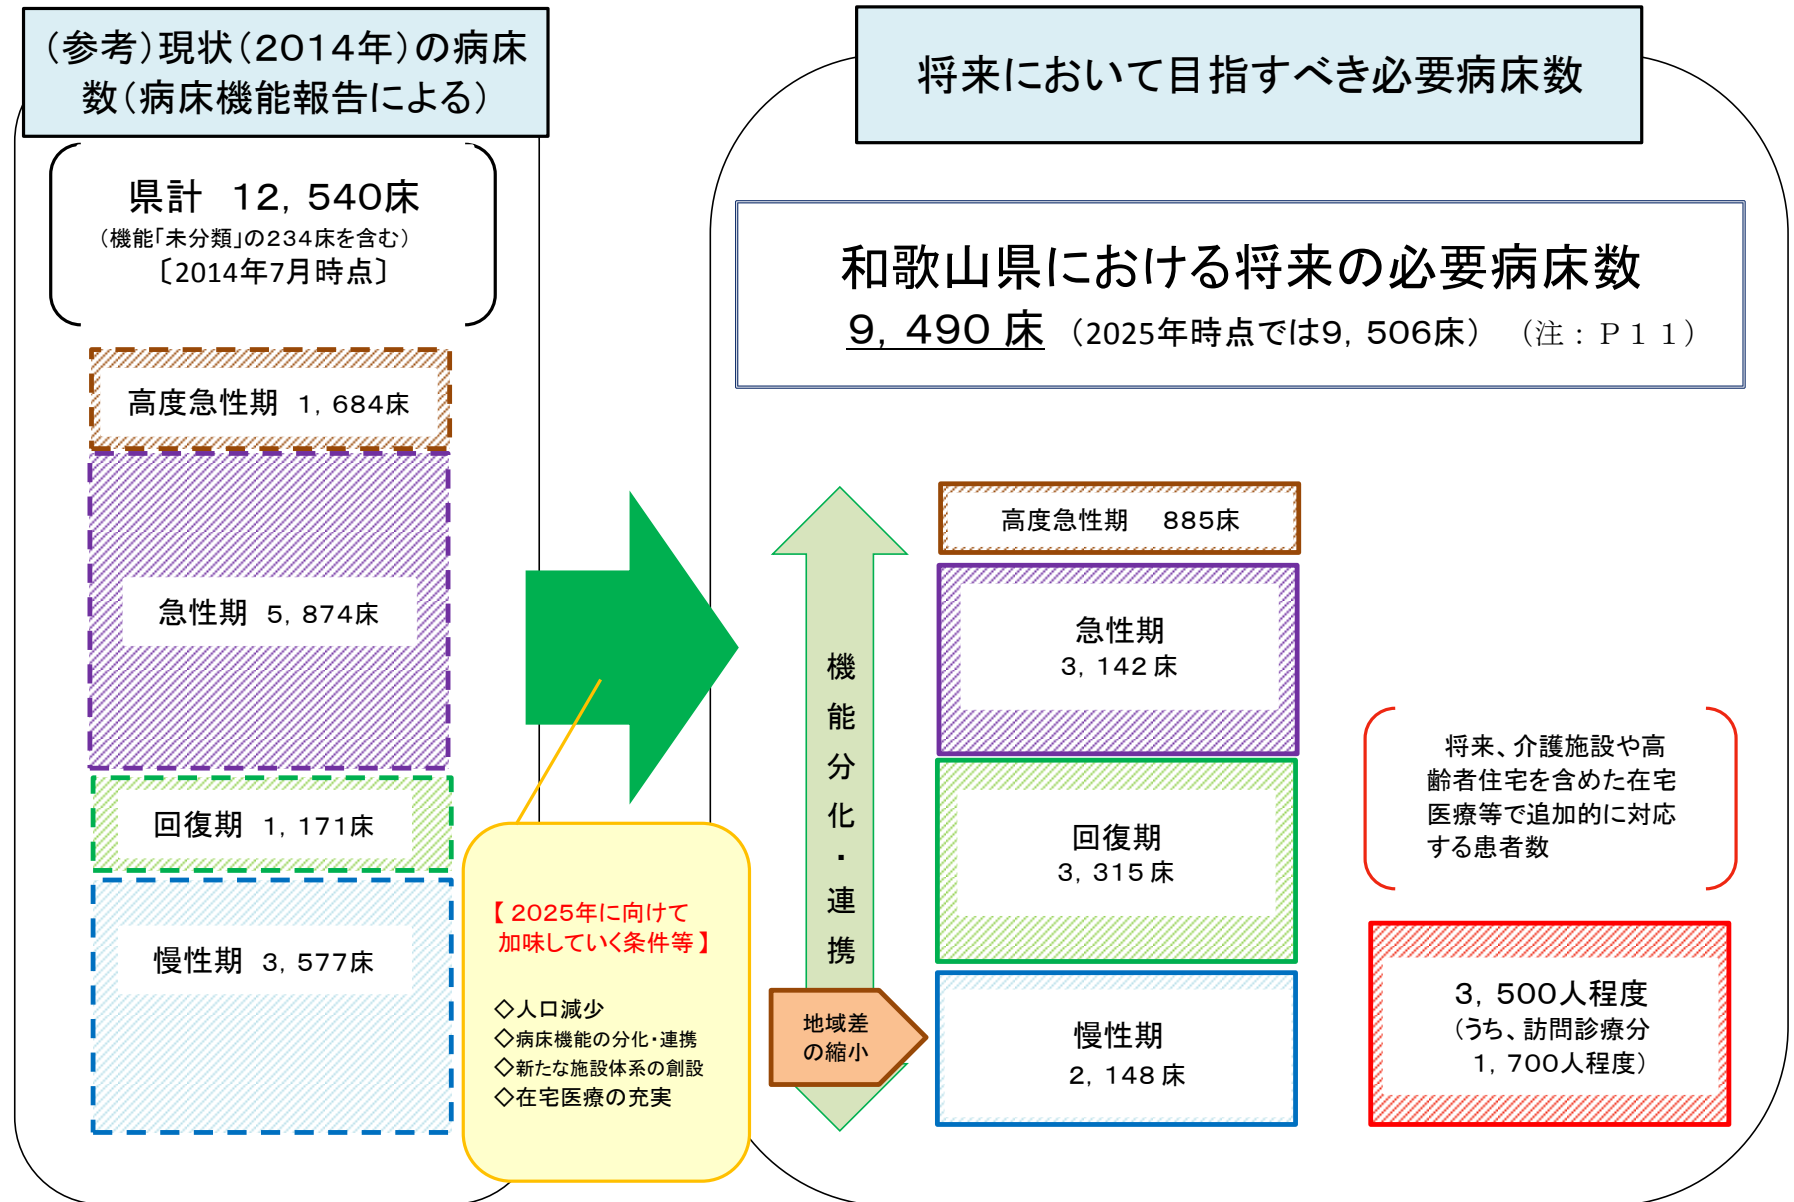 （参考）現状（２０１４年）の病床
数（病床機能報告による）
県計　１２，５４０床
（機能「未分類」の２３４床を含む）
〔2014年7月時点〕
高度急性期　１，６８４床
急性期　５，８７４床
回復期　１，１７１床
慢性期　３，５７７床
【２０２５年に向けて
加味していく条件等】
◇人口減少
◇病床機能の分化・連携
◇新たな施設体系の創設
◇在宅医療の充実
将来において目指すべき必要病床数
和歌山県における将来の必要病床数
９，４９０床　（2025年時点では９，５０６床）　（注：Ｐ１１）
機能分化・連携
地域差
の縮小
高度急性期　８８５床
急性期
３，１４２床
回復期
３，３１５床
慢性期
２，１４８床
将来、介護施設や高
齢者住宅を含めた在宅
医療等で追加的に対応
する患者数
３，５００人程度
（うち、訪問診療分
１，７００人程度）